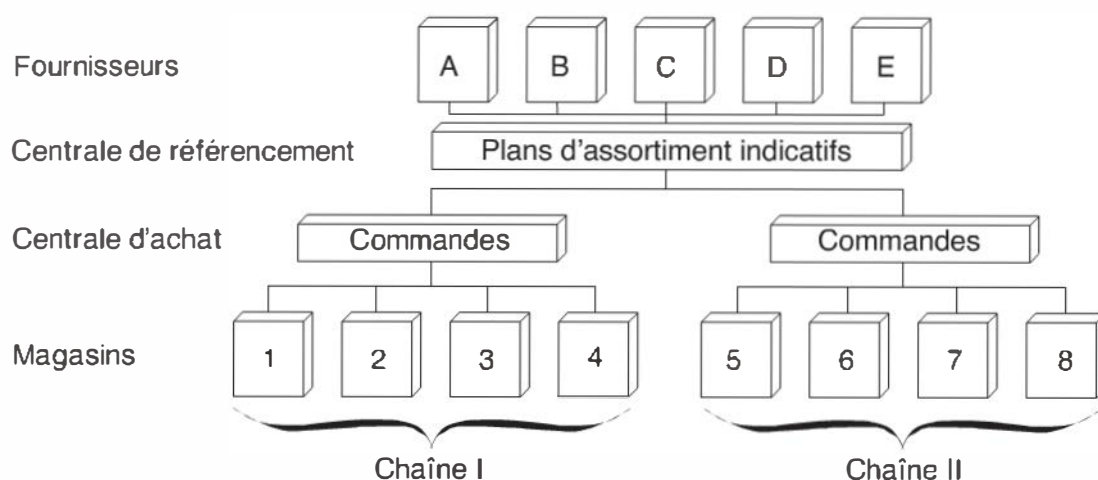 Fournisseurs A B C D E
Centrale de référencement Plans d'assortiment indicatifs
Centrale d'achat Commandes Commandes
Magasins 1 2 3 4 5 6 7 8
Chaîne I Chaîne II